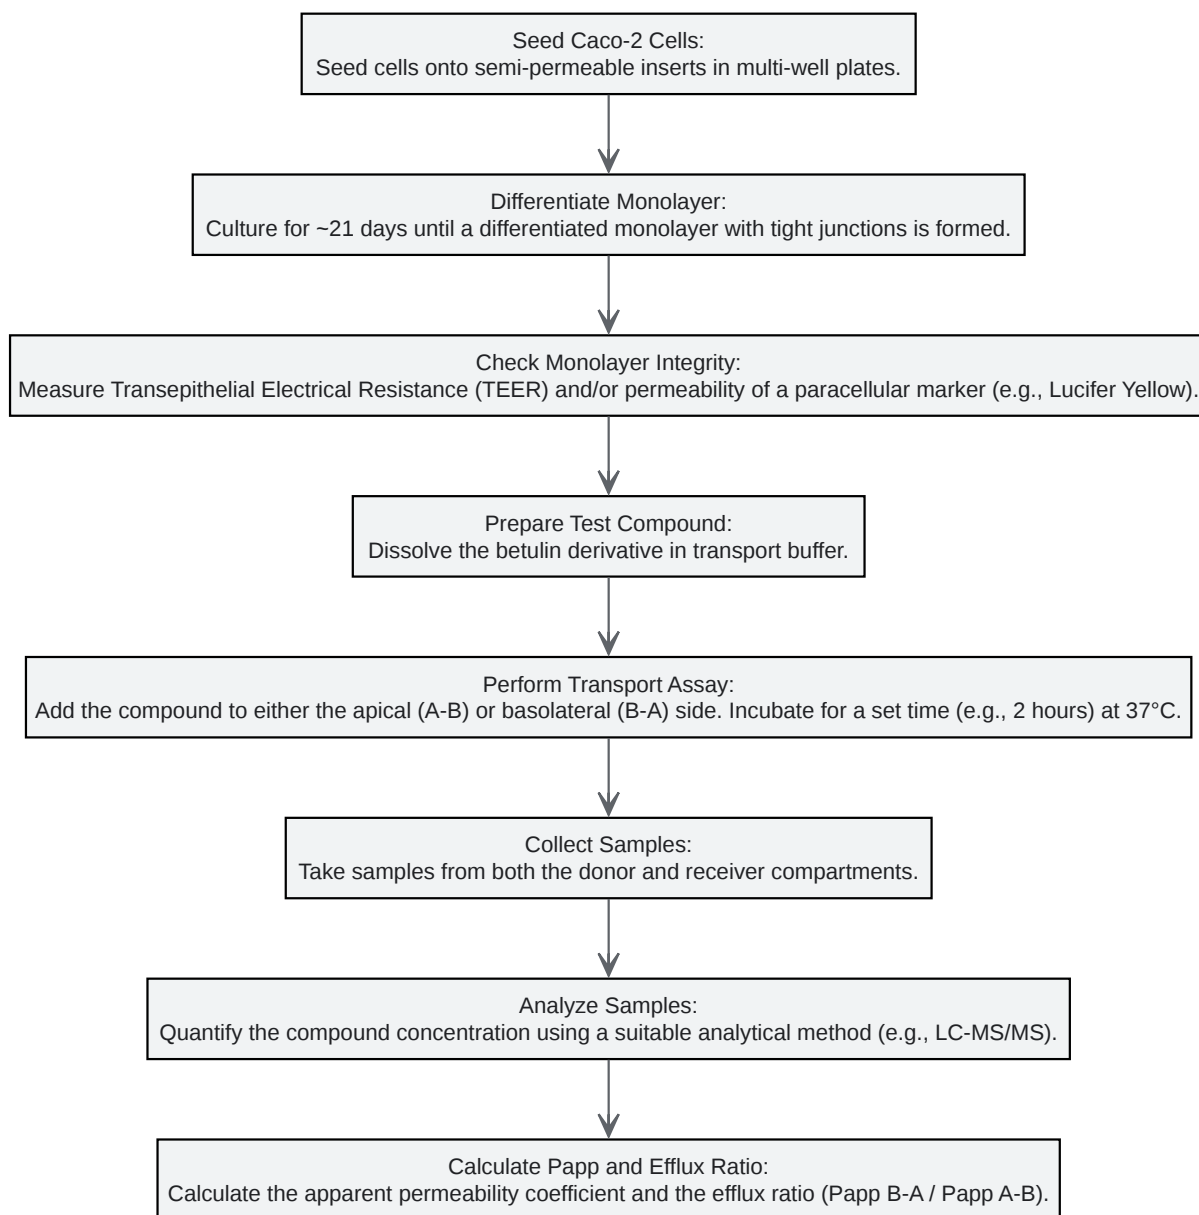 Seed Caco-2 Cells:
Seed cells onto semi-permeable inserts in multi-well plates.
Differentiate Monolayer:
Culture for ~21 days until a differentiated monolayer with tight junctions is formed.
Check Monolayer Integrity:
Measure Transepithelial Electrical Resistance (TEER) and/or permeability of a paracellular marker (e.g., Lucifer Yellow).
Prepare Test Compound:
Dissolve the betulin derivative in transport buffer.
Perform Transport Assay:
Add the compound to either the apical (A-B) or basolateral (B-A) side. Incubate for a set time (e.g., 2 hours) at 37°C.
Collect Samples:
Take samples from both the donor and receiver compartments.
Analyze Samples:
Quantify the compound concentration using a suitable analytical method (e.g., LC-MS/MS).
Calculate Papp and Efflux Ratio:
Calculate the apparent permeability coefficient and the efflux ratio (Papp B-A / Papp A-B).